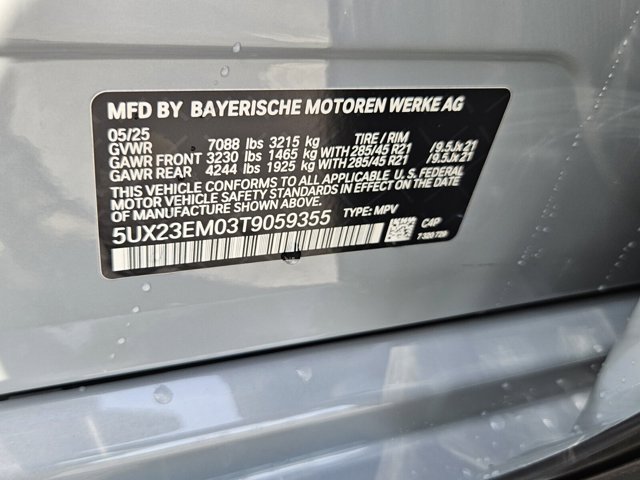 MFD BY BAYERISCHE MOTOREN WERKE AG
05/25
GVWR 7088 lbs 3215 kg TIRE / RIM
GAWR FRONT 3230 lbs 1465 kg WITH 285/45 R21 /9.5Jx21
GAWR REAR 4244 lbs 1925 kg WITH 285/45 R21 /9.5Jx21
THIS VEHICLE CONFORMS TO ALL APPLICABLE U.S. FEDERAL
MOTOR VEHICLE SAFETY STANDARDS IN EFFECT ON THE DATE
OF MANUFACTURE SHOWN ABOVE.
5UX23EM03T9059355 TYPE: MPV
C4P